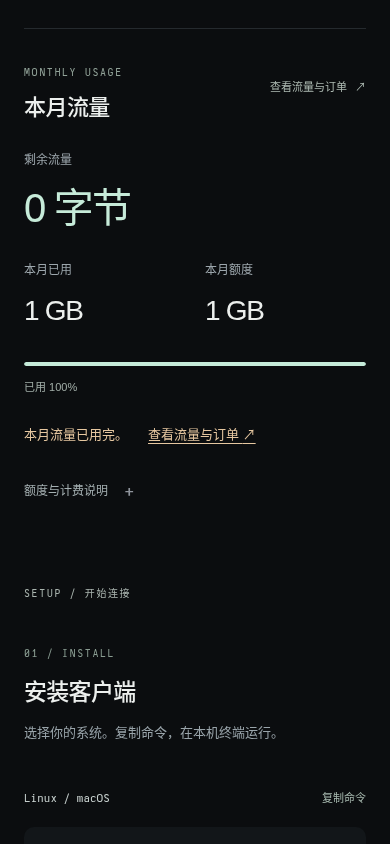 MONTHLY USAGE
本月流量
查看流量与订单 ↗
剩余流量
0 字节
本月已用
本月额度
1 GB
1 GB
已用 100%
本月流量已用完。 查看流量与订单 ↗
额度与计费说明 +
SETUP / 开始连接
01 / INSTALL
安装客户端
选择你的系统。复制命令，在本机终端运行。
Linux / macOS
复制命令